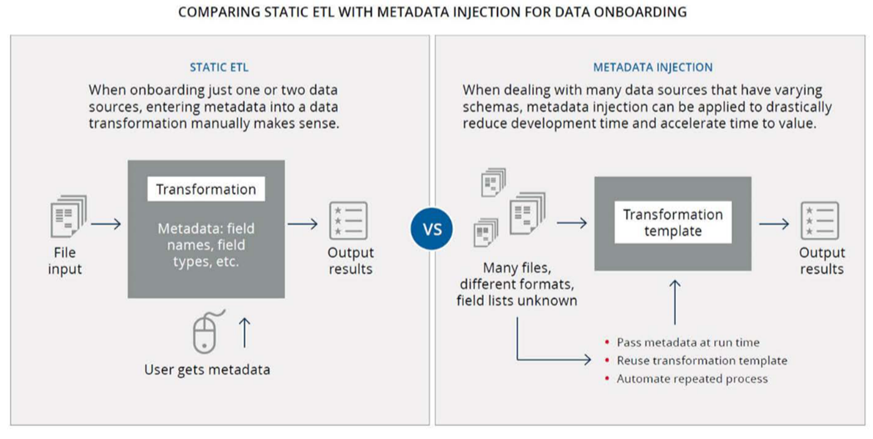 COMPARING STATIC ETL WITH METADATA INJECTION FOR DATA ONBOARDING
STATIC ETL
When onboarding just one or two data
sources, entering metadata into a data
transformation manually makes sense.
File
input
Transformation
Metadata: field
names, field
types, etc.
Output
results
User gets metadata
VS
METADATA INJECTION
When dealing with many data sources that have varying
schemas, metadata injection can be applied to drastically
reduce development time and accelerate time to value.
Many files,
different formats,
field lists unknown
Transformation
template
Output
results
• Pass metadata at run time
• Reuse transformation template
• Automate repeated process